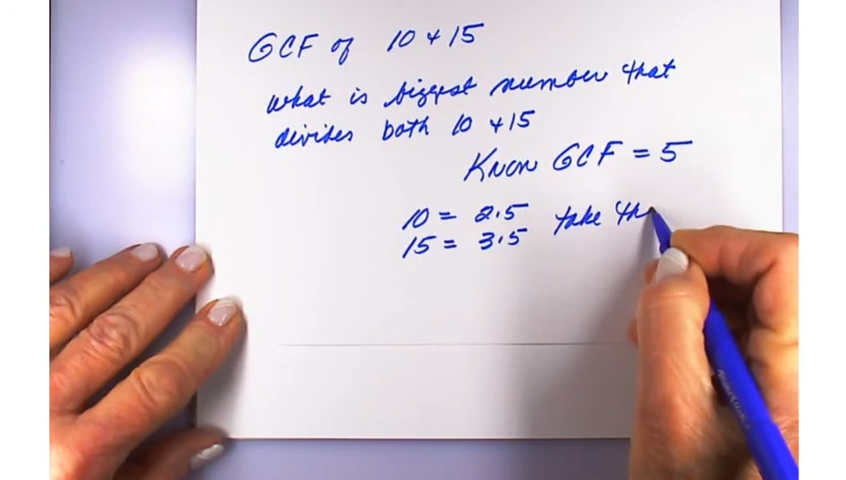 GCF of 10 + 15
what is biggest number that
divides both 10 + 15
Know GCF = 5
10 = 2·5 take th
15 = 3·5